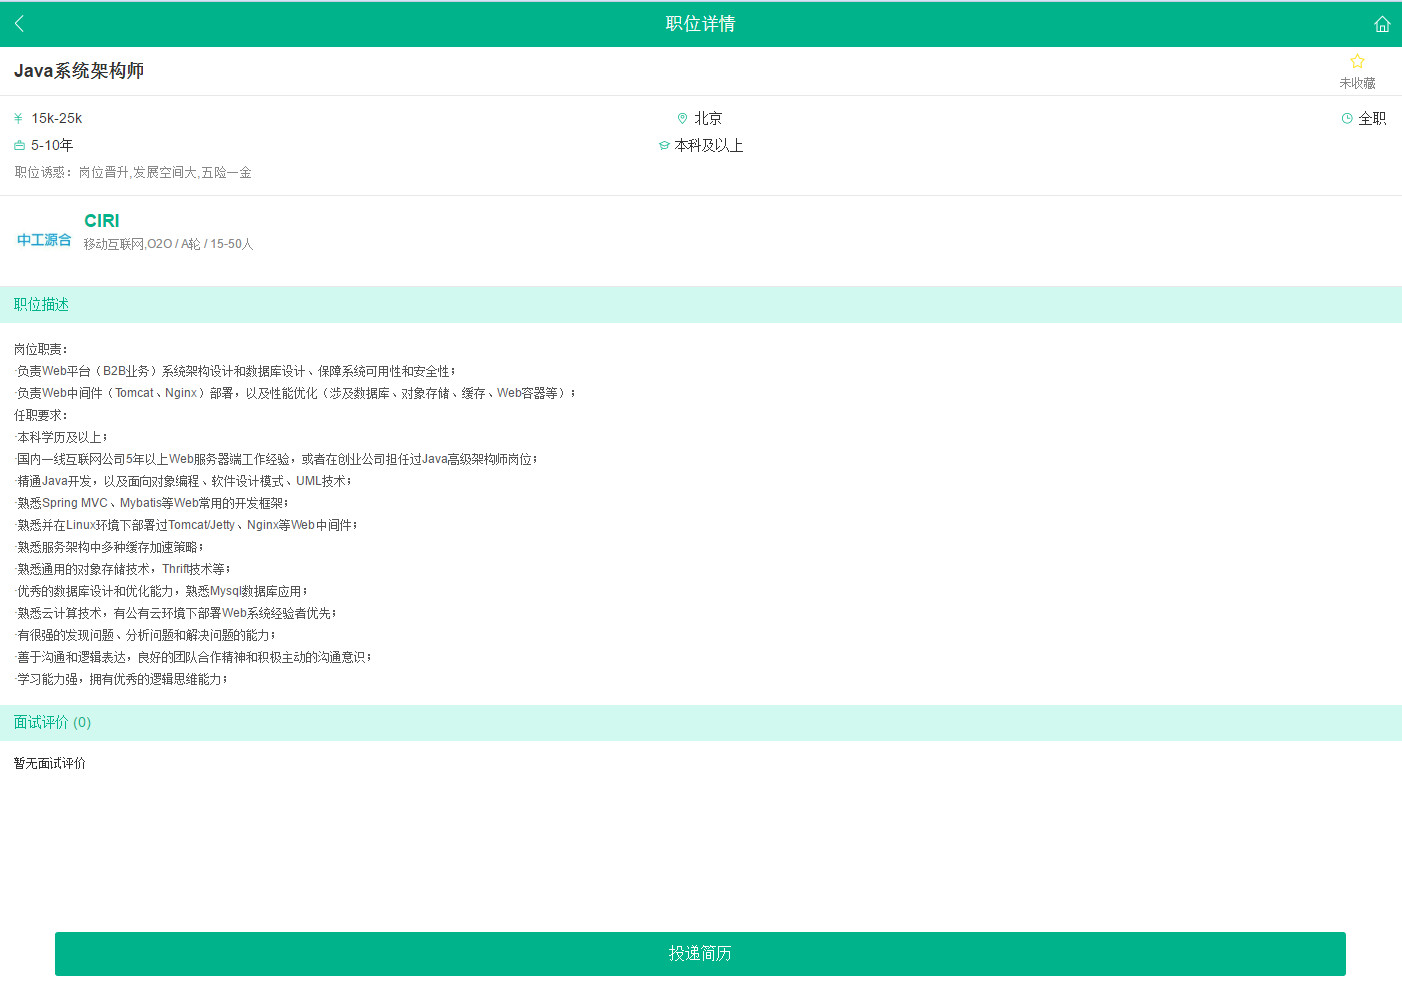 职位详情
Java系统架构师
未收藏
¥ 15k-25k 北京 全职
5-10年 本科及以上
职位诱惑：岗位晋升,发展空间大,五险一金
中工源合
CIRI
移动互联网,O2O / A轮 / 15-50人
职位描述
岗位职责：
·负责Web平台（B2B业务）系统架构设计和数据库设计、保障系统可用性和安全性；
·负责Web中间件（Tomcat、Nginx）部署，以及性能优化（涉及数据库、对象存储、缓存、Web容器等）；
任职要求：
·本科学历及以上；
·国内一线互联网公司5年以上Web服务器端工作经验，或者在创业公司担任过Java高级架构师岗位；
·精通Java开发，以及面向对象编程、软件设计模式、UML技术；
·熟悉Spring MVC、Mybatis等Web常用的开发框架；
·熟悉并在Linux环境下部署过Tomcat/Jetty、Nginx等Web中间件；
·熟悉服务架构中多种缓存加速策略；
·熟悉通用的对象存储技术，Thrift技术等；
·优秀的数据库设计和优化能力，熟悉Mysql数据库应用；
·熟悉云计算技术，有公有云环境下部署Web系统经验者优先；
·有很强的发现问题、分析问题和解决问题的能力；
·善于沟通和逻辑表达，良好的团队合作精神和积极主动的沟通意识；
·学习能力强，拥有优秀的逻辑思维能力；
面试评价 (0)
暂无面试评价
投递简历